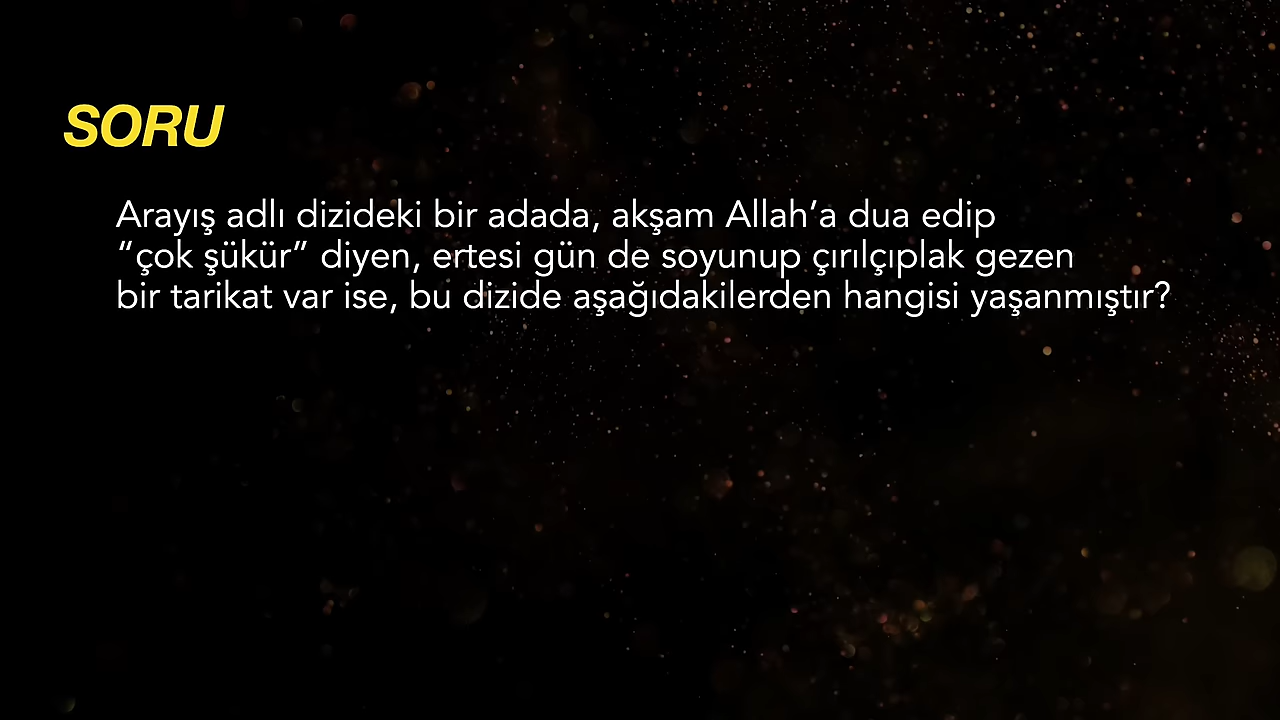 SORU
Arayış adlı dizideki bir adada, akşam Allah’a dua edip
“çok şükür” diyen, ertesi gün de soyunup çırılçıplak gezen
bir tarikat var ise, bu dizide aşağıdakilerden hangisi yaşanmıştır?